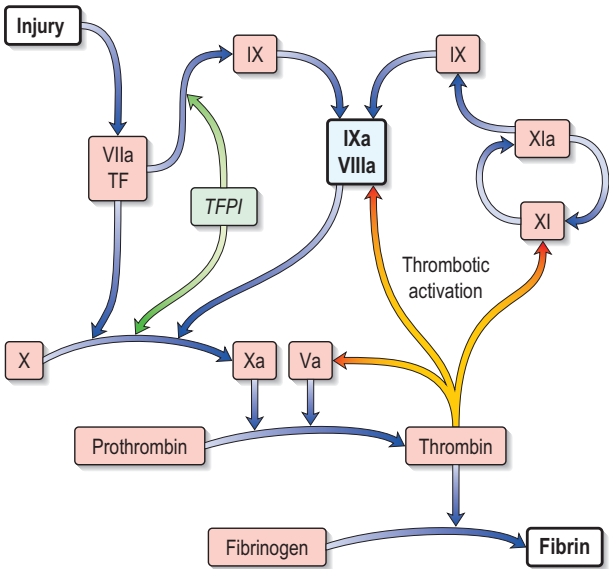 Injury
IX
IX
VIIa
TF
IXa
VIIIa
XIa
TFPI
XI
Thrombotic
activation
X
Xa
Va
Prothrombin
Thrombin
Fibrinogen
Fibrin